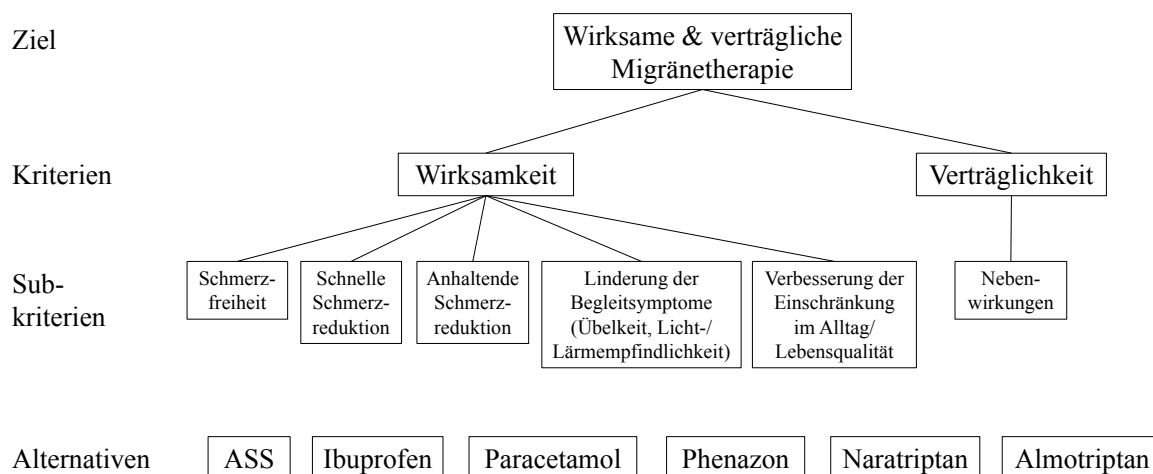 Ziel
Wirksame & verträgliche
Migränetherapie
Kriterien
Wirksamkeit
Verträglichkeit
Sub-
kriterien
Schmerz-
freiheit
Schnelle
Schmerz-
reduktion
Anhaltende
Schmerz-
reduktion
Linderung der
Begleitsymptome
(Übelkeit, Licht-/
Lärmempfindlichkeit)
Verbesserung der
Einschränkung
im Alltag/
Lebensqualität
Neben-
wirkungen
Alternativen
ASS
Ibuprofen
Paracetamol
Phenazon
Naratriptan
Almotriptan